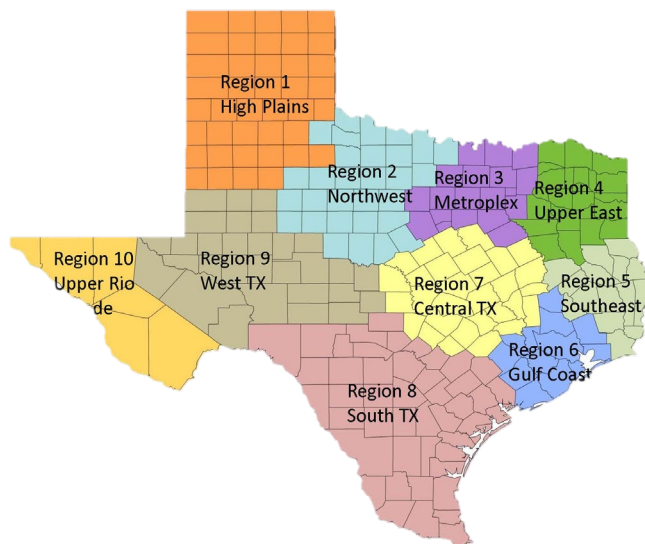 Region 1
High Plains
Region 2
Northwest
Region 3
Metroplex
Region 4
Upper East
Region 10
Upper Rio
de
Region 9
West TX
Region 7
Central TX
Region 5
Southeast
Region 6
Gulf Coast
Region 8
South TX